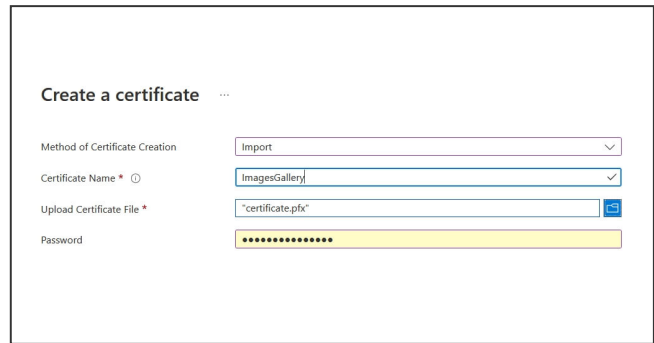 Create a certificate ...
Method of Certificate Creation Import
Certificate Name * ImagesGallery
Upload Certificate File * "certificate.pfx"
Password •••••••••••••••